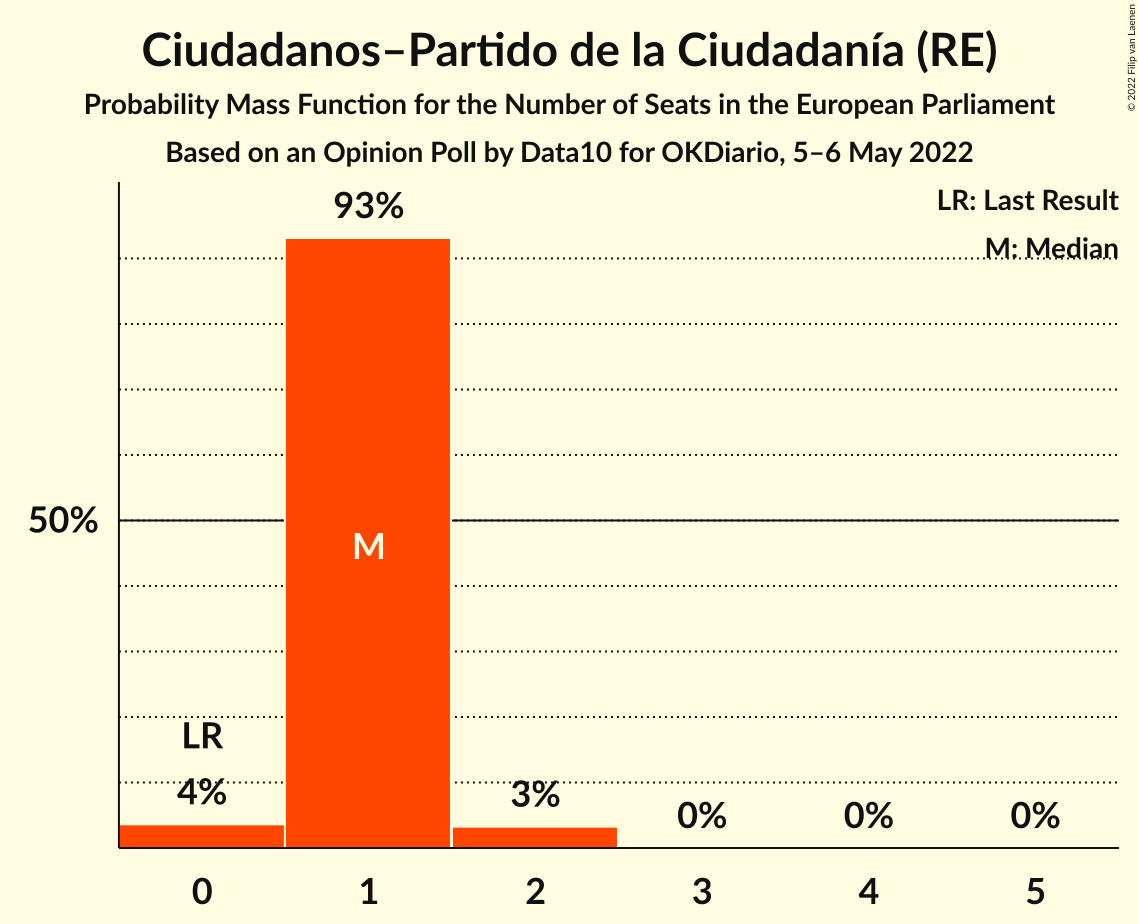 Ciudadanos–Partido de la Ciudadanía (RE)
Probability Mass Function for the Number of Seats in the European Parliament
Based on an Opinion Poll by Data10 for OKDiario, 5–6 May 2022
© 2022 Filip van Laenen
LR: Last Result
M: Median
93%
50%
M
LR
4%
3%
0%
0%
0%
0 1 2 3 4 5